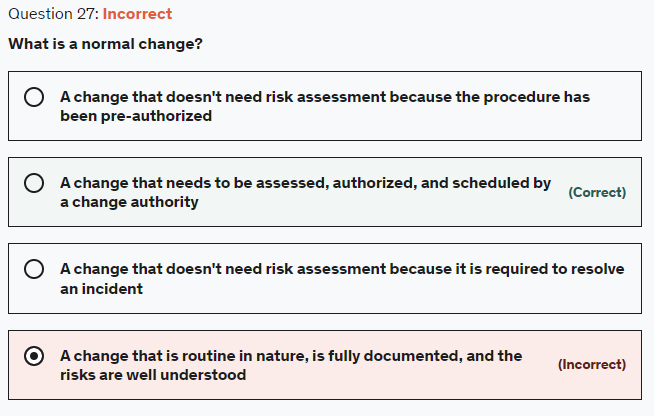 Question 27: Incorrect
What is a normal change?
A change that doesn't need risk assessment because the procedure has
been pre-authorized
A change that needs to be assessed, authorized, and scheduled by
a change authority
(Correct)
A change that doesn't need risk assessment because it is required to resolve
an incident
A change that is routine in nature, is fully documented, and the
risks are well understood
(Incorrect)